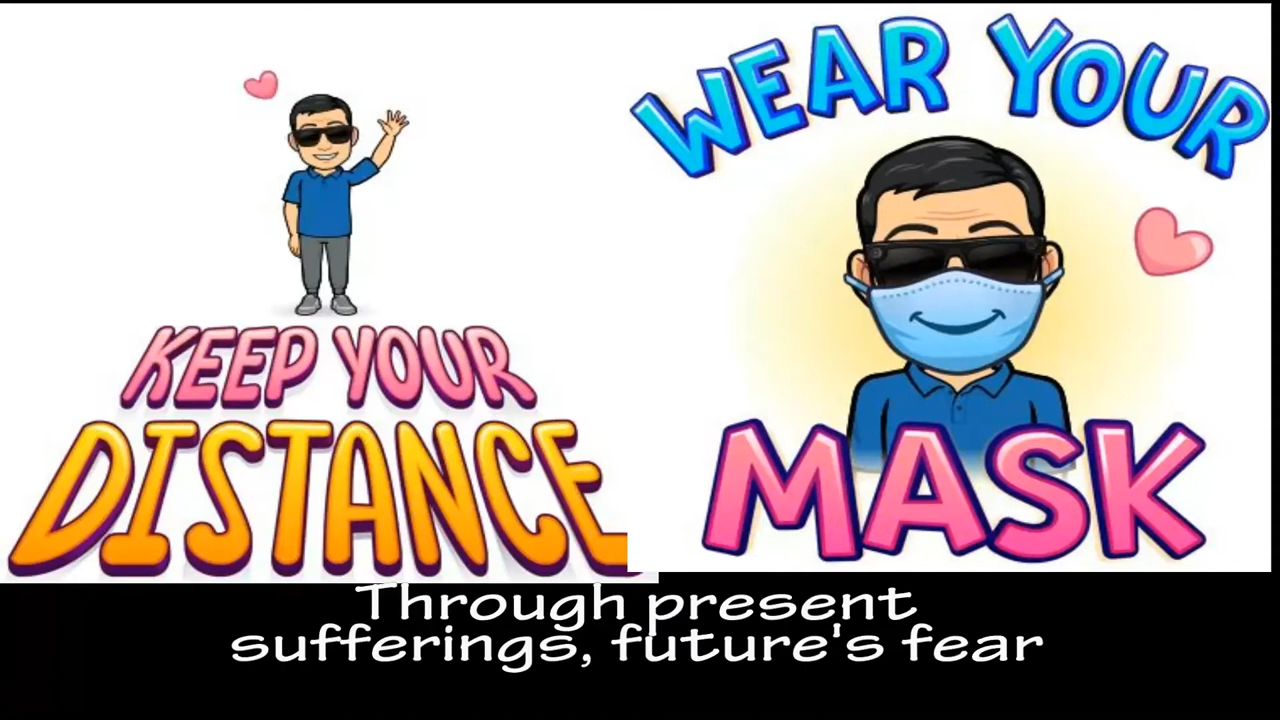 KEEP YOUR
DISTANCE
WEAR YOUR
MASK
Through present
sufferings, future's fear